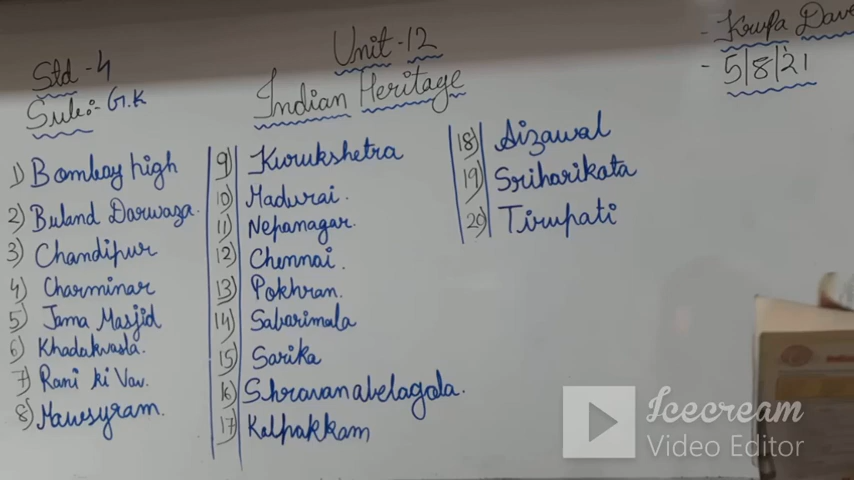 Std - 4
Sub:- G.K
Unit - 12
Indian Heritage
- Krupa Dave
- 5/8/21
1) Bombay high
2) Buland Darwaza.
3) Chandipur
4) Charminar
5) Jama Masjid
6) Khadakvasla.
7) Rani ki Vav.
8) Mawsyram.
9) Kurukshetra
10) Madurai.
11) Nepanagar.
12) Chennai.
13) Pokhran.
14) Sabarimala
15) Sarika
16) Shravanabelagola.
17) Kalpakkam
18) Aizawal
19) Sriharikota
20) Tirupati
Icecream
Video Editor